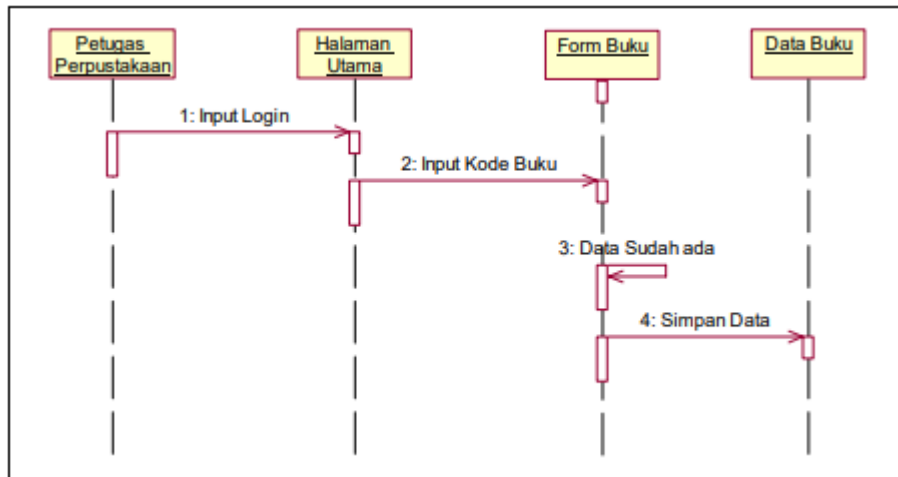 Petugas
Perpustakaan
Halaman
Utama
Form Buku
Data Buku
1: Input Login
2: Input Kode Buku
3: Data Sudah ada
4: Simpan Data